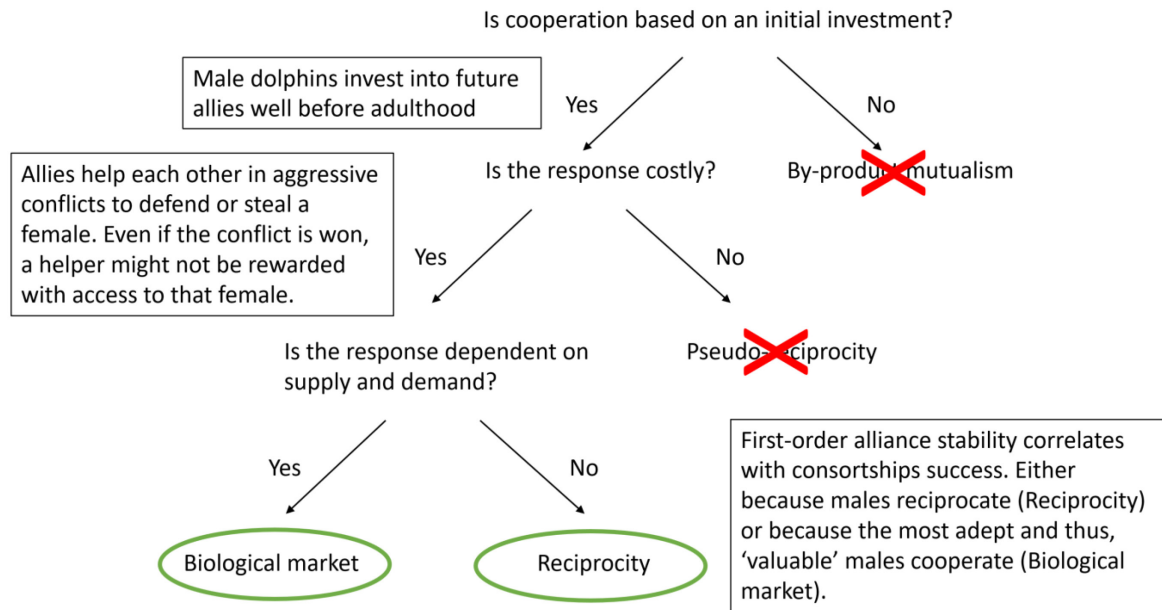 Is cooperation based on an initial investment?
Male dolphins invest into future
allies well before adulthood
Yes
No
Is the response costly?
By-product mutualism
Allies help each other in aggressive
conflicts to defend or steal a
female. Even if the conflict is won,
a helper might not be rewarded
with access to that female.
Yes
No
Is the response dependent on
supply and demand?
Pseudo-reciprocity
First-order alliance stability correlates
with consortships success. Either
because males reciprocate (Reciprocity)
or because the most adept and thus,
‘valuable’ males cooperate (Biological
market).
Yes
No
Biological market
Reciprocity